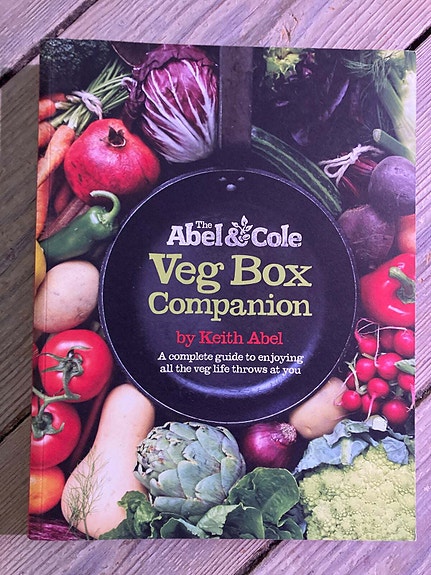 The
Abel & Cole
Veg Box
Companion
by Keith Abel
A complete guide to enjoying
all the veg life throws at you